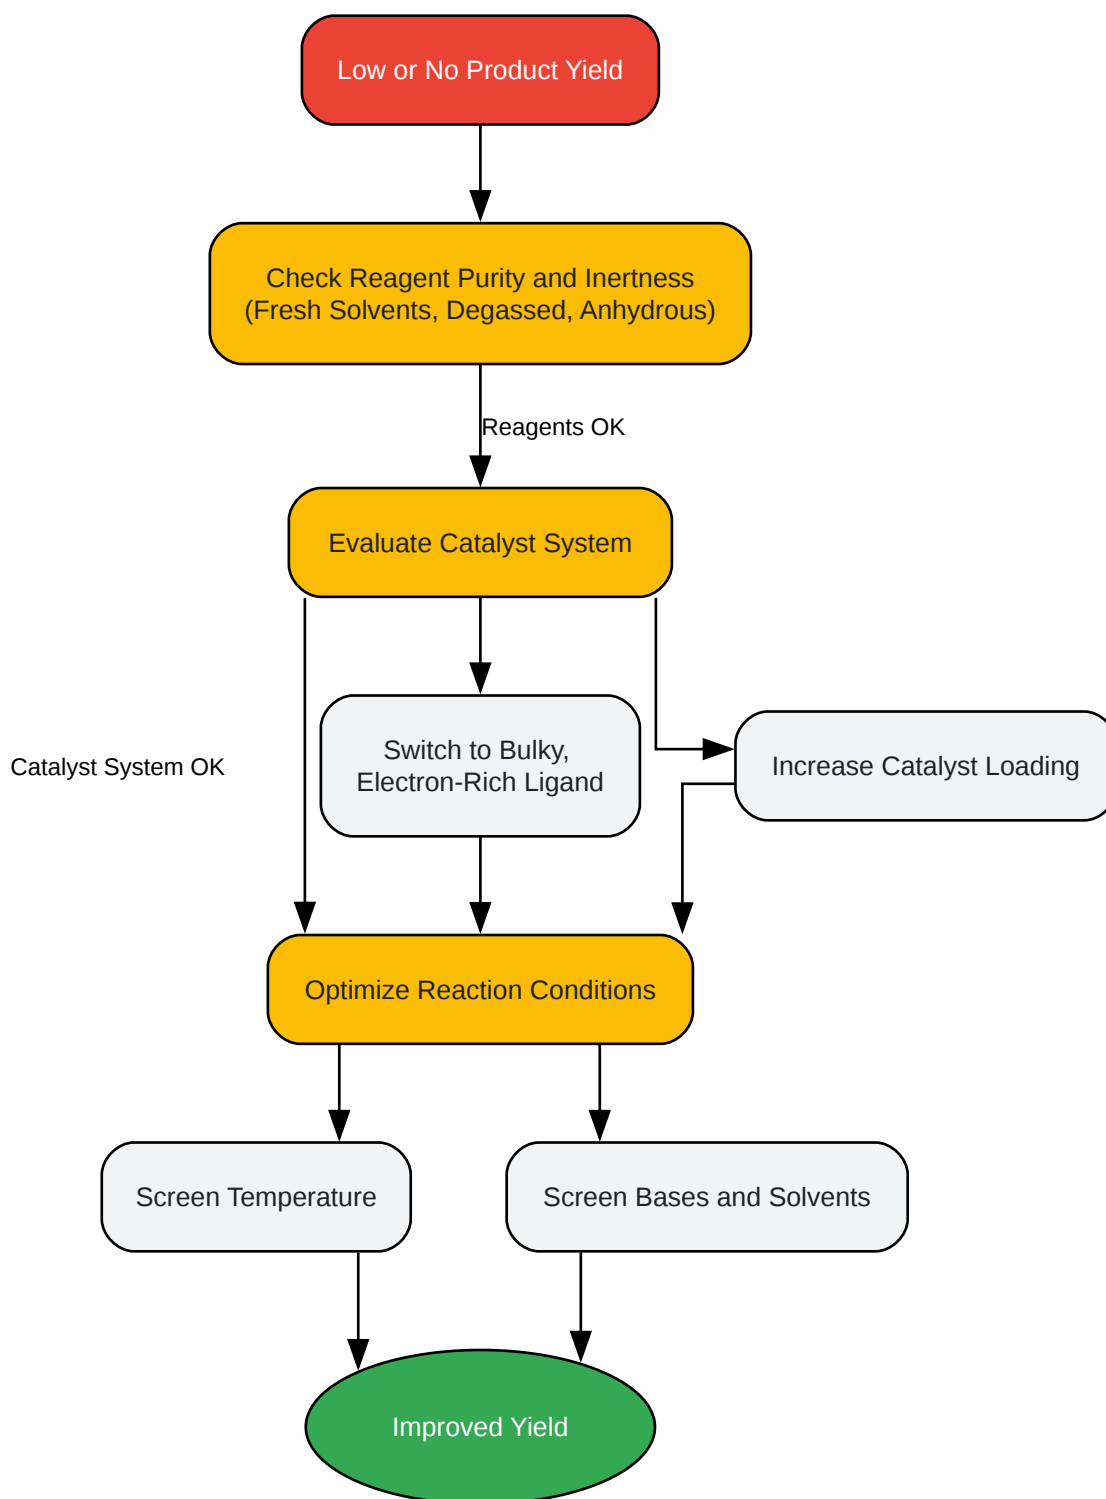 Low or No Product Yield
Check Reagent Purity and Inertness
(Fresh Solvents, Degassed, Anhydrous)
Reagents OK
Evaluate Catalyst System
Switch to Bulky,
Electron-Rich Ligand
Increase Catalyst Loading
Catalyst System OK
Optimize Reaction Conditions
Screen Temperature
Screen Bases and Solvents
Improved Yield